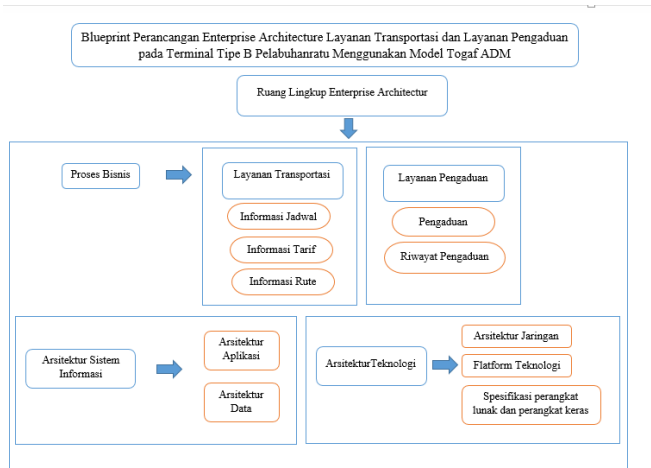 Blueprint Perancangan Enterprise Architecture Layanan Transportasi dan Layanan Pengaduan
pada Terminal Tipe B Pelabuhanratu Menggunakan Model Togaf ADM
Ruang Lingkup Enterprise Architectur
Proses Bisnis
Layanan Transportasi
Informasi Jadwal
Informasi Tarif
Informasi Rute
Layanan Pengaduan
Pengaduan
Riwayat Pengaduan
Arsitektur Sistem
Informasi
Arsitektur
Aplikasi
Arsitektur
Data
ArsitekturTeknologi
Arsitektur Jaringan
Flatform Teknologi
Spesifikasi perangkat
lunak dan perangkat keras